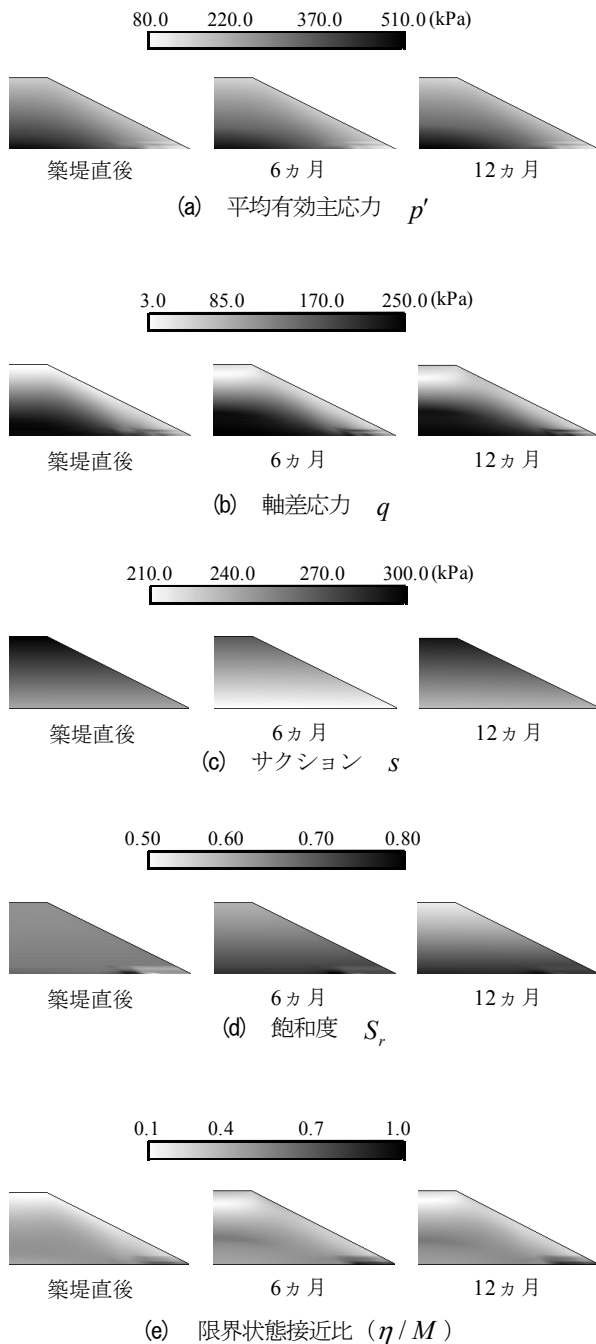 80.0 220.0 370.0 510.0 (kPa)
築堤直後 6ヵ月 12ヵ月
(a) 平均有効主応力 p′
3.0 85.0 170.0 250.0 (kPa)
築堤直後 6ヵ月 12ヵ月
(b) 軸差応力 q
210.0 240.0 270.0 300.0 (kPa)
築堤直後 6ヵ月 12ヵ月
(c) サクション s
0.50 0.60 0.70 0.80
築堤直後 6ヵ月 12ヵ月
(d) 飽和度 Sr
0.1 0.4 0.7 1.0
築堤直後 6ヵ月 12ヵ月
(e) 限界状態接近比（η / M）